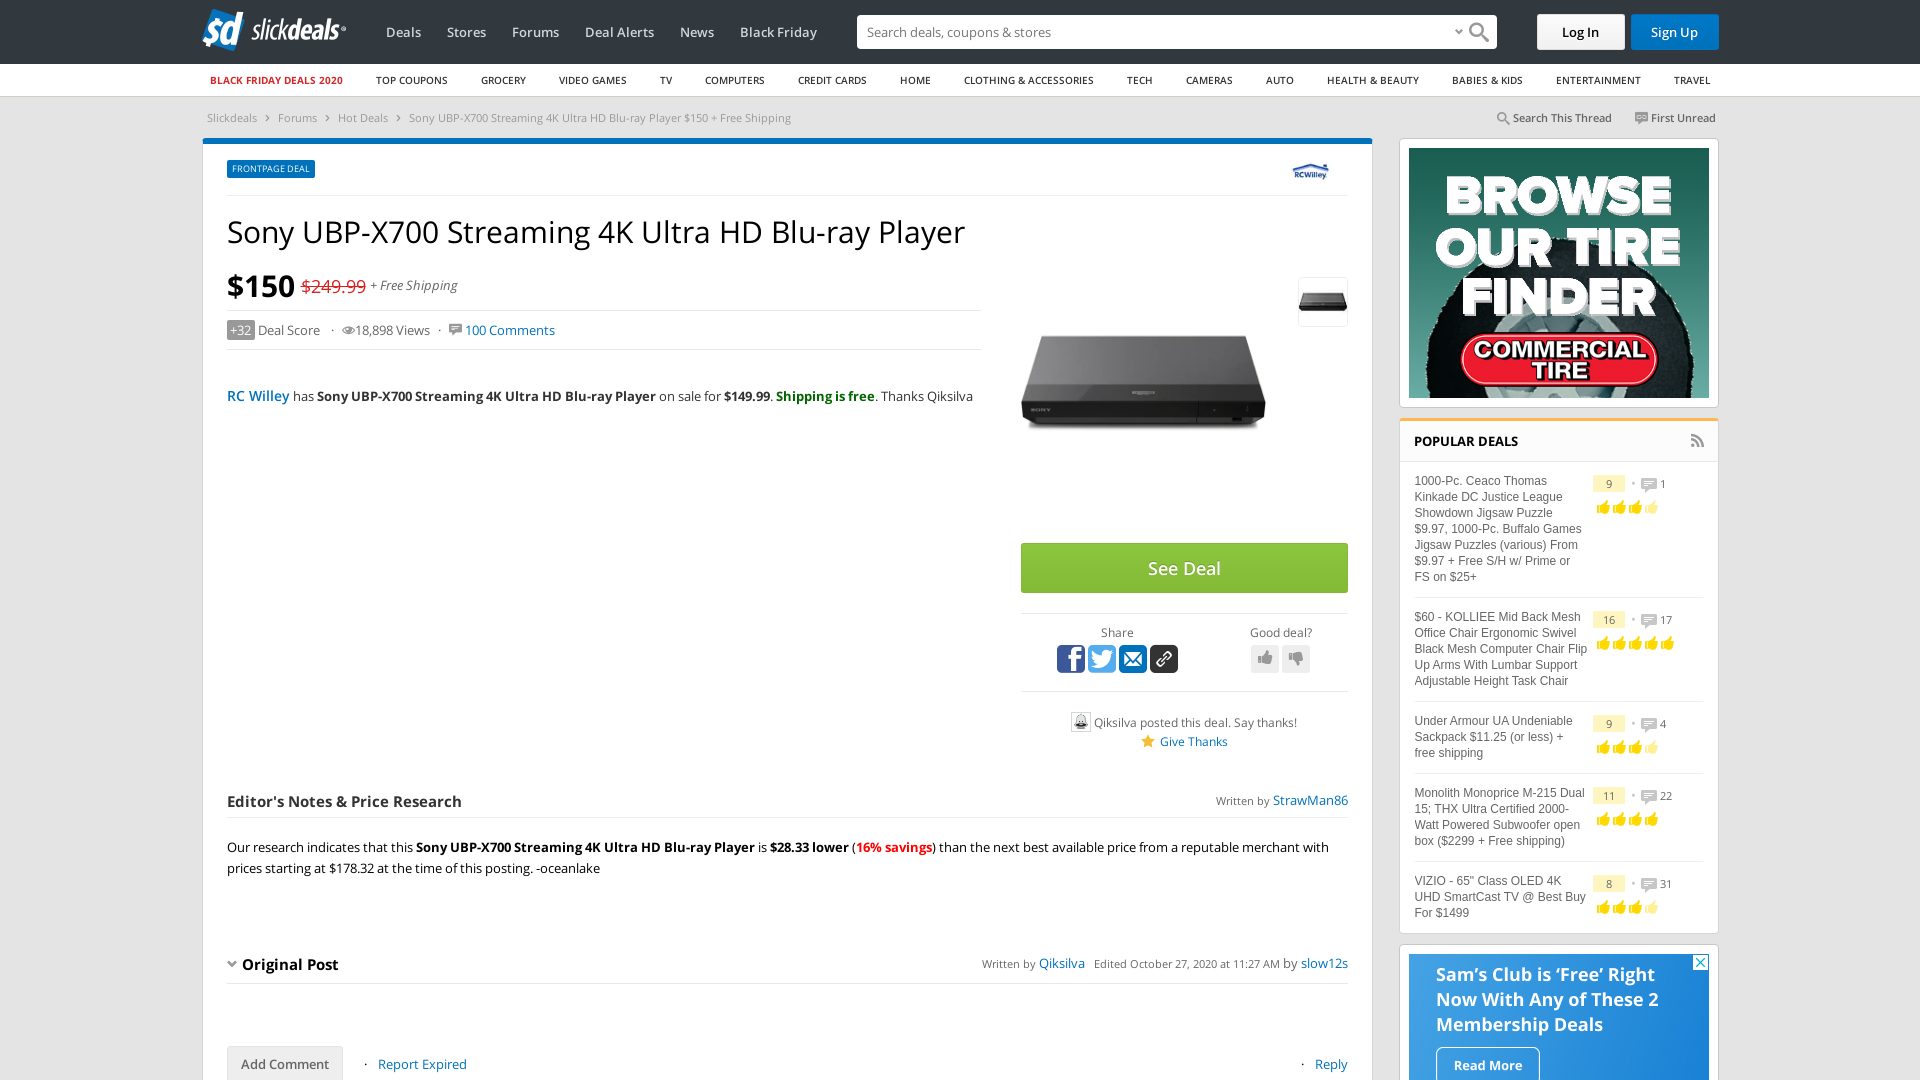 sd slickdeals®
Deals Stores Forums Deal Alerts News Black Friday
Search deals, coupons & shopping
Log In Sign Up
BLACK FRIDAY DEALS 2020 TOP COUPONS GROCERY VIDEO GAMES TV COMPUTERS CREDIT CARDS HOME CLOTHING & ACCESSORIES TECH CAMERAS AUTO HEALTH & BEAUTY BABIES & KIDS ENTERTAINMENT TRAVEL
Slickdeals › Forums › Hot Deals › Sony UBP-X700 Streaming 4K Ultra HD Blu-ray Player $150 + Free Shipping
Search This Thread First Unread
FRONTPAGE DEAL
RCWilley
Sony UBP-X700 Streaming 4K Ultra HD Blu-ray Player
$150 $249.99 + Free Shipping
+32 Deal Score · 18,898 Views · 100 Comments
RC Willey has Sony UBP-X700 Streaming 4K Ultra HD Blu-ray Player on sale for $149.99. Shipping is free. Thanks Qiksilva
SONY
See Deal
Share Good deal?
Qiksilva posted this deal. Say thanks!
Give Thanks
Editor's Notes & Price Research
Written by StrawMan86
Our research indicates that this Sony UBP-X700 Streaming 4K Ultra HD Blu-ray Player is $28.33 lower (16% savings) than the next best available price from a reputable merchant with
prices starting at $178.32 at the time of this posting. -oceanlake
Original Post
Written by Qiksilva Edited October 27, 2020 at 11:27 AM by slow12s
Add Comment · Report Expired
· Reply
BROWSE
OUR TIRE
FINDER
COMMERCIAL
TIRE
POPULAR DEALS
1000-Pc. Ceaco Thomas
Kinkade DC Justice League
Showdown Jigsaw Puzzle
$9.97, 1000-Pc. Buffalo Games
Jigsaw Puzzles (various) From
$9.97 + Free S/H w/ Prime or
FS on $25+
9 • 1
$60 - KOLLIEE Mid Back Mesh
Office Chair Ergonomic Swivel
Black Mesh Computer Chair Flip
Up Arms With Lumbar Support
Adjustable Height Task Chair
16 • 17
Under Armour UA Undeniable
Sackpack $11.25 (or less) +
free shipping
9 • 4
Monolith Monoprice M-215 Dual
15; THX Ultra Certified 2000-
Watt Powered Subwoofer open
box ($2299 + Free shipping)
11 • 22
VIZIO - 65" Class OLED 4K
UHD SmartCast TV @ Best Buy
For $1499
8 • 31
Sam's Club is 'Free' Right
Now With Any of These 2
Membership Deals
Read More